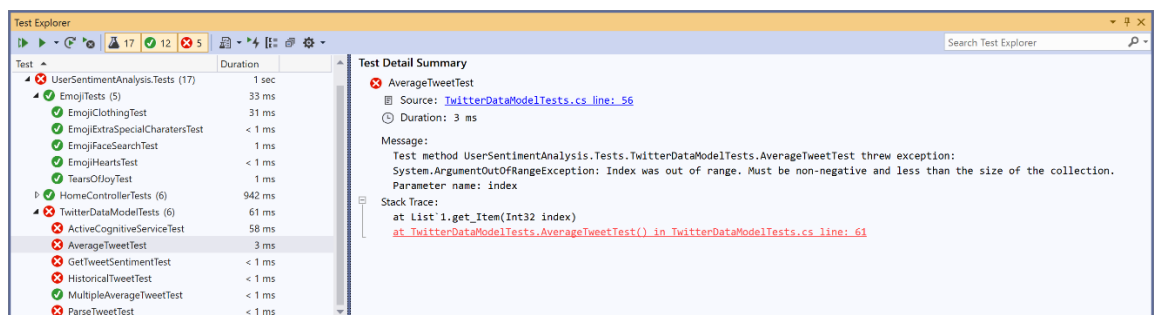 Test Explorer
17 12 5
Search Test Explorer
Test Duration
UserSentimentAnalysis.Tests (17) 1 sec
EmojiTests (5) 33 ms
EmojiClothingTest 31 ms
EmojiExtraSpecialCharatersTest < 1 ms
EmojiFaceSearchTest 1 ms
EmojiHeartsTest < 1 ms
TearsOfJoyTest 1 ms
HomeControllerTests (6) 942 ms
TwitterDataModelTests (6) 61 ms
ActiveCognitiveServiceTest 58 ms
AverageTweetTest 3 ms
GetTweetSentimentTest < 1 ms
HistoricalTweetTest < 1 ms
MultipleAverageTweetTest < 1 ms
ParseTweetTest < 1 ms
Test Detail Summary
AverageTweetTest
Source: TwitterDataModelTests.cs line: 56
Duration: 3 ms
Message:
Test method UserSentimentAnalysis.Tests.TwitterDataModelTests.AverageTweetTest threw exception:
System.ArgumentOutOfRangeException: Index was out of range. Must be non-negative and less than the size of the collection.
Parameter name: index
Stack Trace:
at List`1.get_Item(Int32 index)
at TwitterDataModelTests.AverageTweetTest() in TwitterDataModelTests.cs line: 61